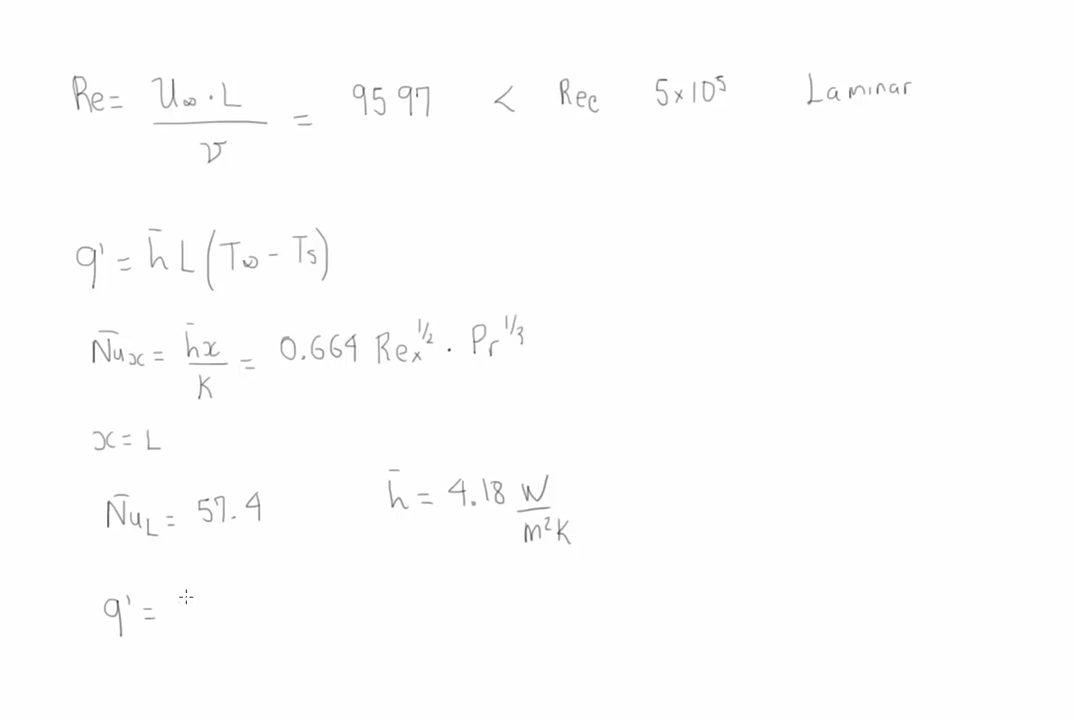 Re = U∞ · L / ν = 9597 < Rec 5×10⁵ Laminar
q' = h̄ L (T∞ - Ts)
N̄ux = h̄x / K = 0.664 Rex^1/2 · Pr^1/3
x = L
N̄uL = 57.4 h̄ = 4.18 W / m²K
q' =